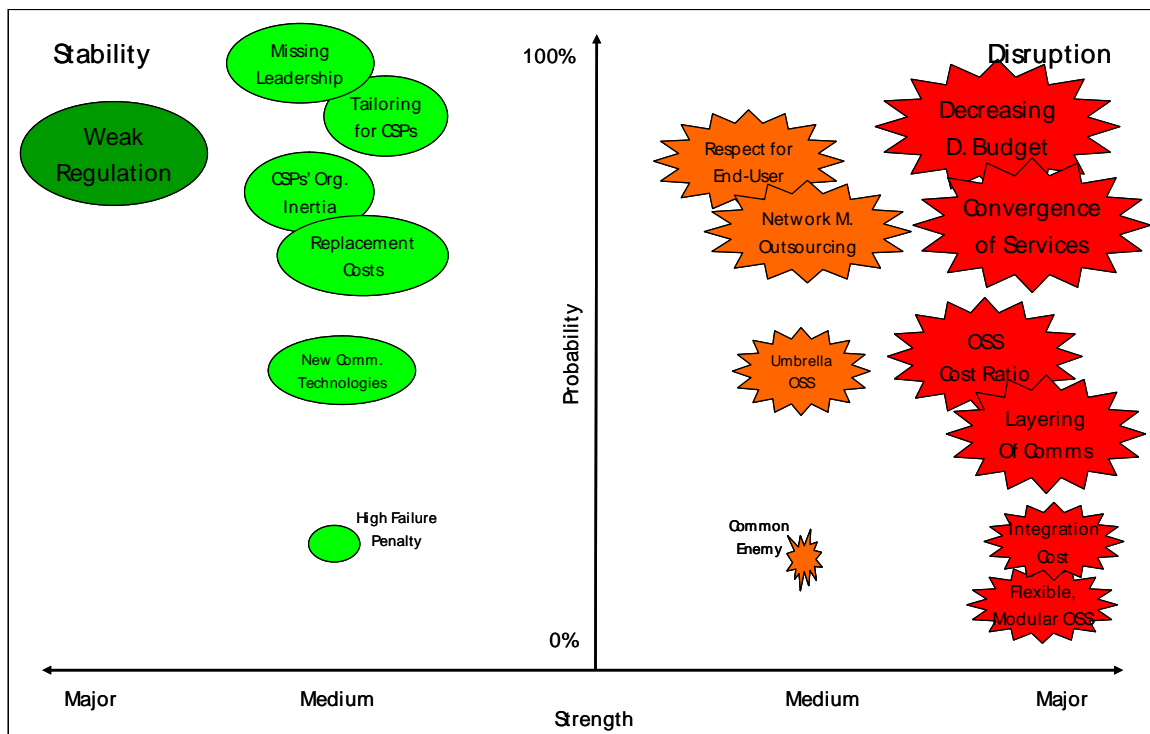 Stability
100%
Disruption
Missing
Leadership
Tailoring
for CSPs
Weak
Regulation
CSPs' Org.
Inertia
Replacement
Costs
New Comm.
Technologies
High Failure
Penalty
Probability
Decreasing
D. Budget
Respect for
End-User
Network M.
Outsourcing
Convergence
of Services
OSS
Cost Ratio
Umbrella
OSS
Layering
Of Comms
Common
Enemy
Integration
Cost
Flexible,
Modular OSS
0%
Major
Medium
Medium
Major
Strength